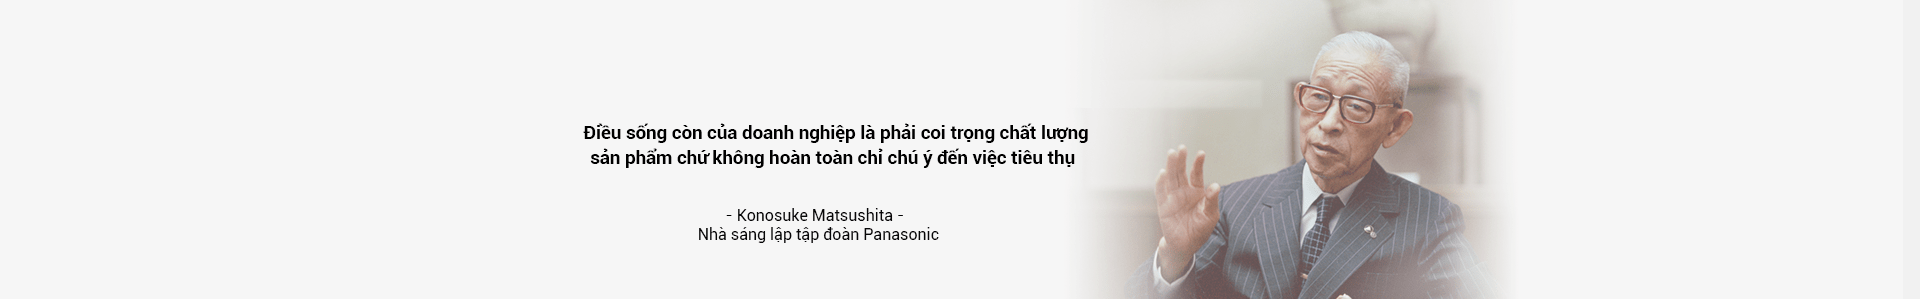 Điều sống còn của doanh nghiệp là phải coi trọng chất lượng
sản phẩm chứ không hoàn toàn chỉ chú ý đến việc tiêu thụ
- Konosuke Matsushita -
Nhà sáng lập tập đoàn Panasonic